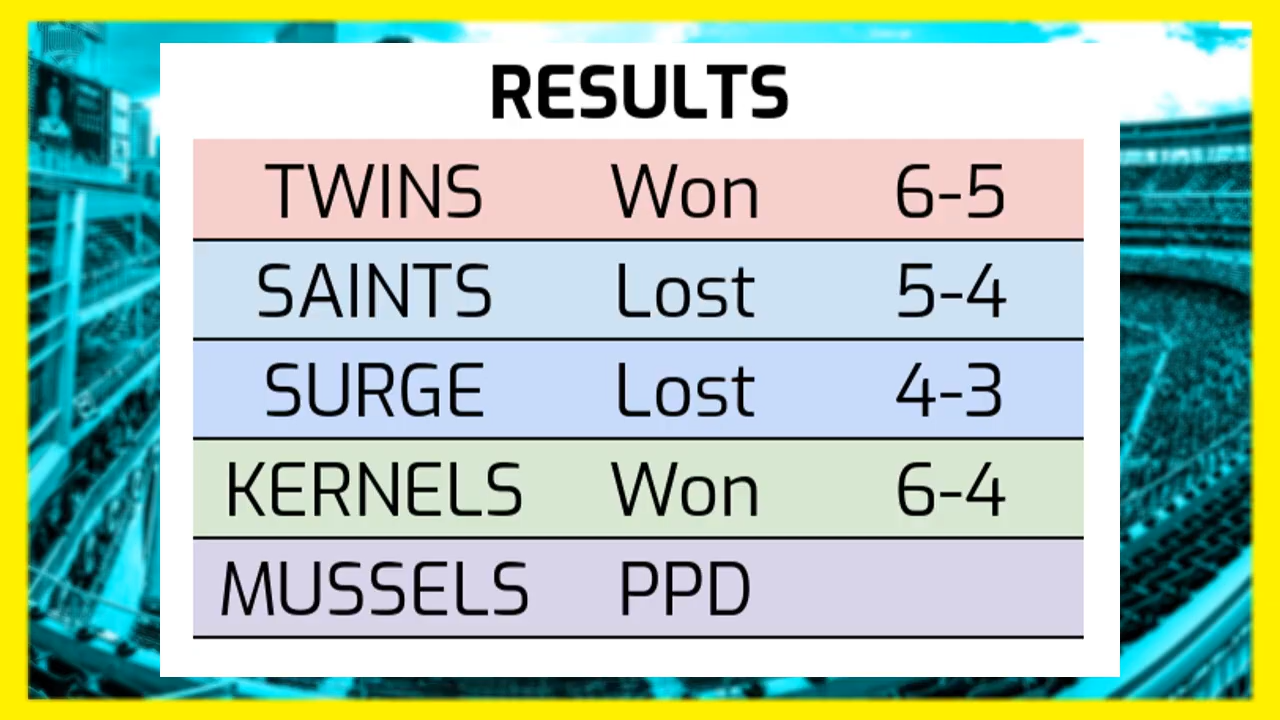 RESULTS
TWINS Won 6-5
SAINTS Lost 5-4
SURGE Lost 4-3
KERNELS Won 6-4
MUSSELS PPD